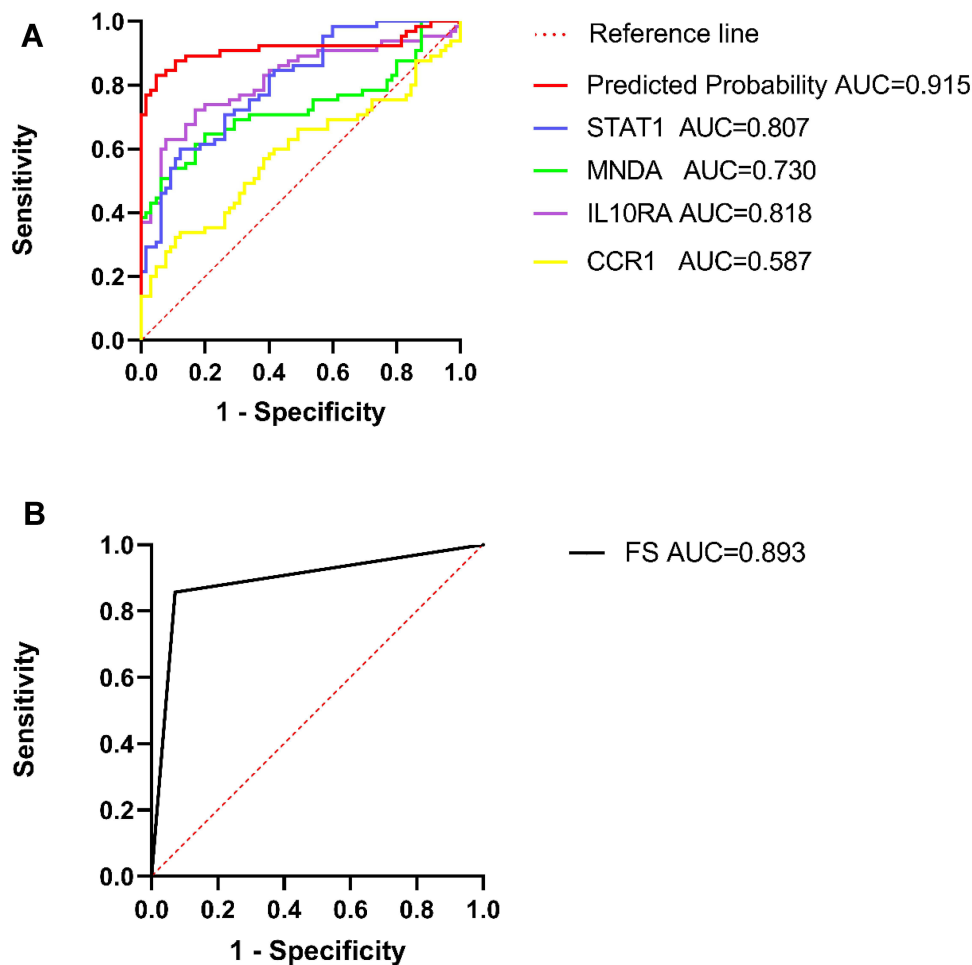 A
Sensitivity
1.0
0.8
0.6
0.4
0.2
0.0
0.0 0.2 0.4 0.6 0.8 1.0
1 - Specificity
Reference line
Predicted Probability AUC=0.915
STAT1 AUC=0.807
MNDA AUC=0.730
IL10RA AUC=0.818
CCR1 AUC=0.587
B
Sensitivity
1.0
0.8
0.6
0.4
0.2
0.0
0.0 0.2 0.4 0.6 0.8 1.0
1 - Specificity
FS AUC=0.893